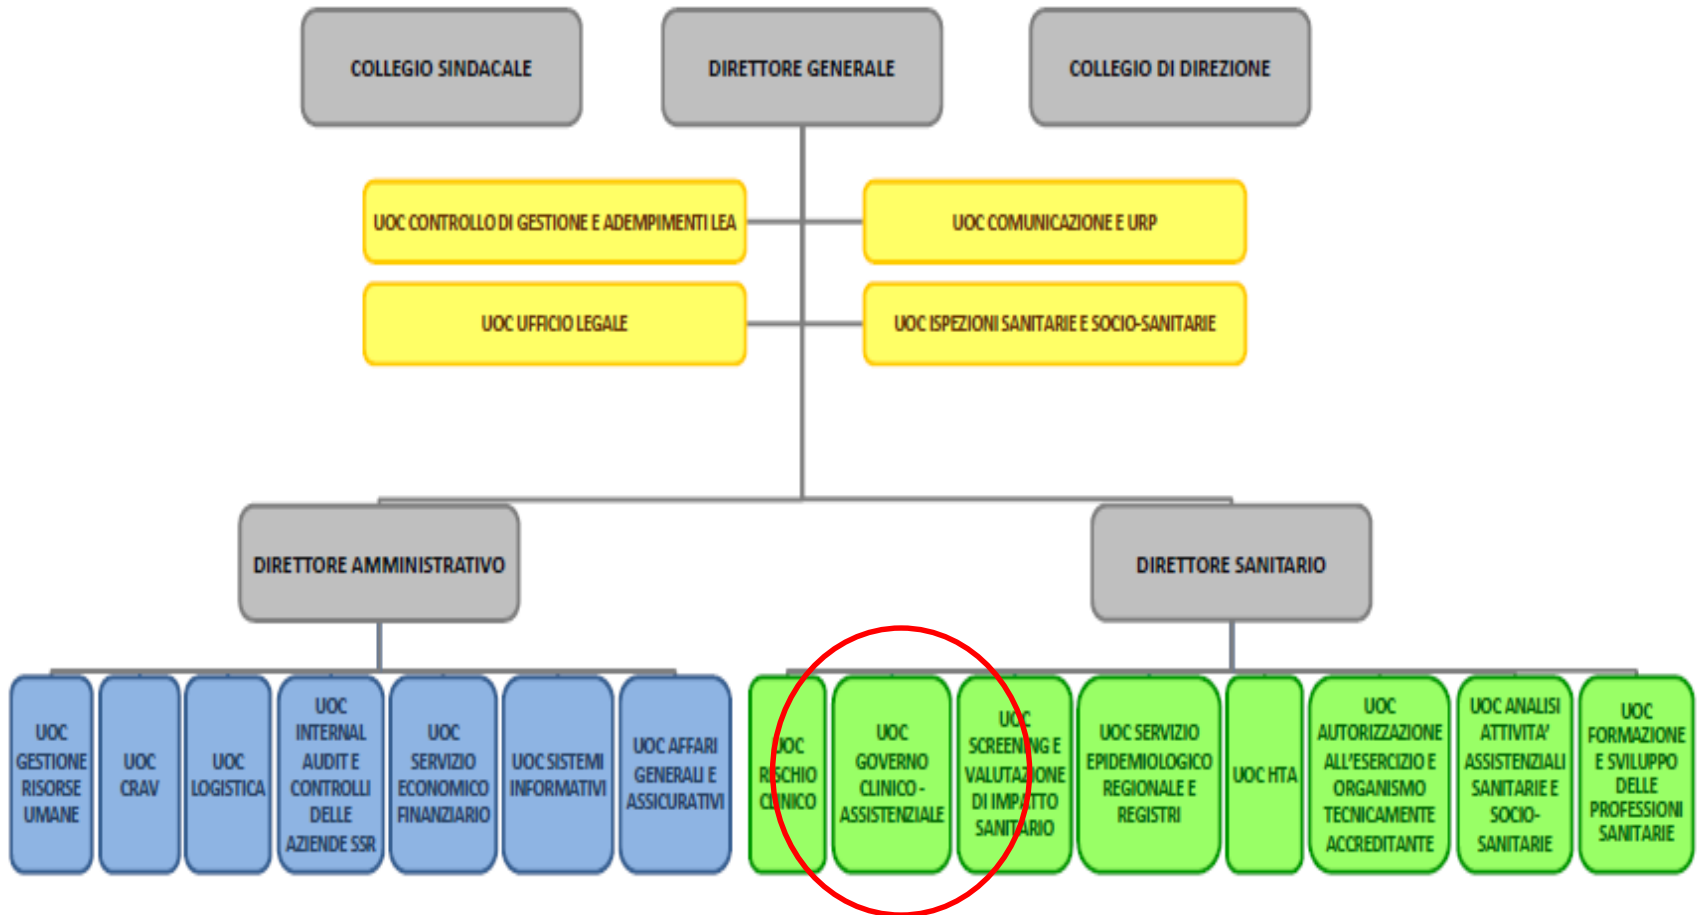 COLLEGIO SINDACALE
DIRETTORE GENERALE
COLLEGIO DI DIREZIONE
UOC CONTROLLO DI GESTIONE E ADEMPIMENTI LEA
UOC COMUNICAZIONE E URP
UOC UFFICIO LEGALE
UOC ISPEZIONI SANITARIE E SOCIO-SANITARIE
DIRETTORE AMMINISTRATIVO
DIRETTORE SANITARIO
UOC
GESTIONE
RISORSE
UMANE
UOC
CRAV
UOC
LOGISTICA
UOC
INTERNAL
AUDIT E
CONTROLLI
DELLE
AZIENDE SSR
UOC
SERVIZIO
ECONOMICO
FINANZIARIO
UOC SISTEMI
INFORMATIVI
UOC AFFARI
GENERALI E
ASSICURATIVI
UOC
RISCHIO
CLINICO
UOC
GOVERNO
CLINICO -
ASSISTENZIALE
UOC
SCREENING E
VALUTAZIONE
DI IMPATTO
SANITARIO
UOC SERVIZIO
EPIDEMIOLOGICO
REGIONALE E
REGISTRI
UOC HTA
UOC
AUTORIZZAZIONE
ALL'ESERCIZIO E
ORGANISMO
TECNICAMENTE
ACCREDITANTE
UOC ANALISI
ATTIVITA'
ASSISTENZIALI
SANITARIE E
SOCIO-
SANITARIE
UOC
FORMAZIONE
E SVILUPPO
DELLE
PROFESSIONI
SANITARIE